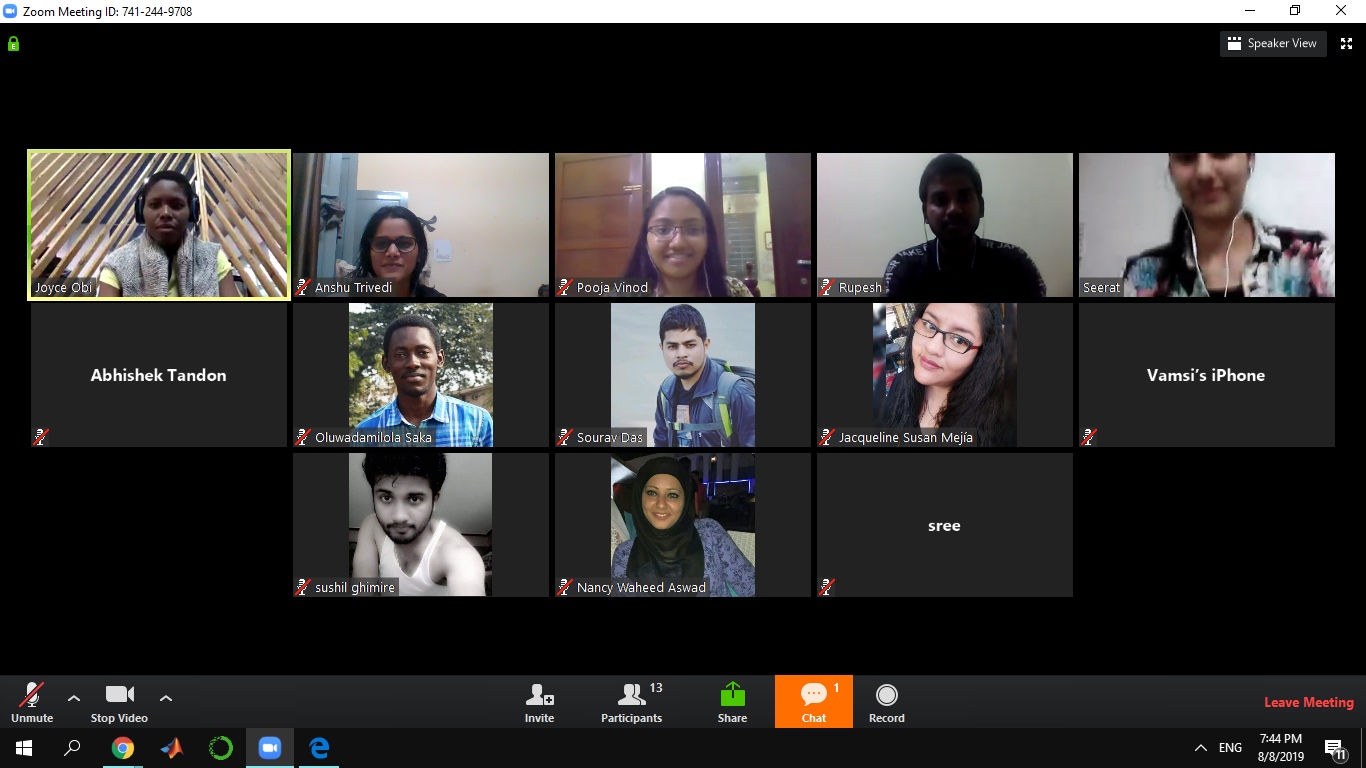 Zoom Meeting ID: 741-244-9708
Speaker View
Joyce Obi
Anshu Trivedi
Pooja Vinod
Rupesh
Seerat
Abhishek Tandon
Oluwadamilola Saka
Sourav Das
Jacqueline Susan Mejía
Vamsi's iPhone
sushil ghimire
Nancy Waheed Aswad
sree
Unmute
Stop Video
Invite
Participants 13
Share
Chat 1
Record
Leave Meeting
ENG
7:44 PM
8/8/2019
11